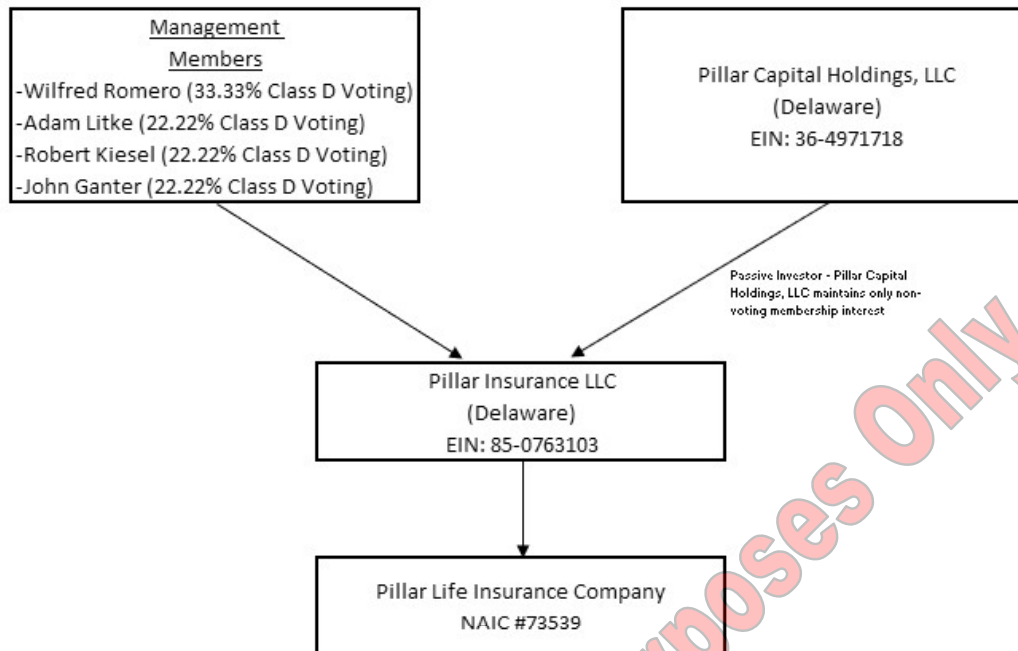 Management
Members
-Wilfred Romero (33.33% Class D Voting)
-Adam Litke (22.22% Class D Voting)
-Robert Kiesel (22.22% Class D Voting)
-John Ganter (22.22% Class D Voting)
Pillar Capital Holdings, LLC
(Delaware)
EIN: 36-4971718
Passive Investor - Pillar Capital
Holdings, LLC maintains only non-
voting membership interest
Pillar Insurance LLC
(Delaware)
EIN: 85-0763103
Pillar Life Insurance Company
NAIC #73539
Only